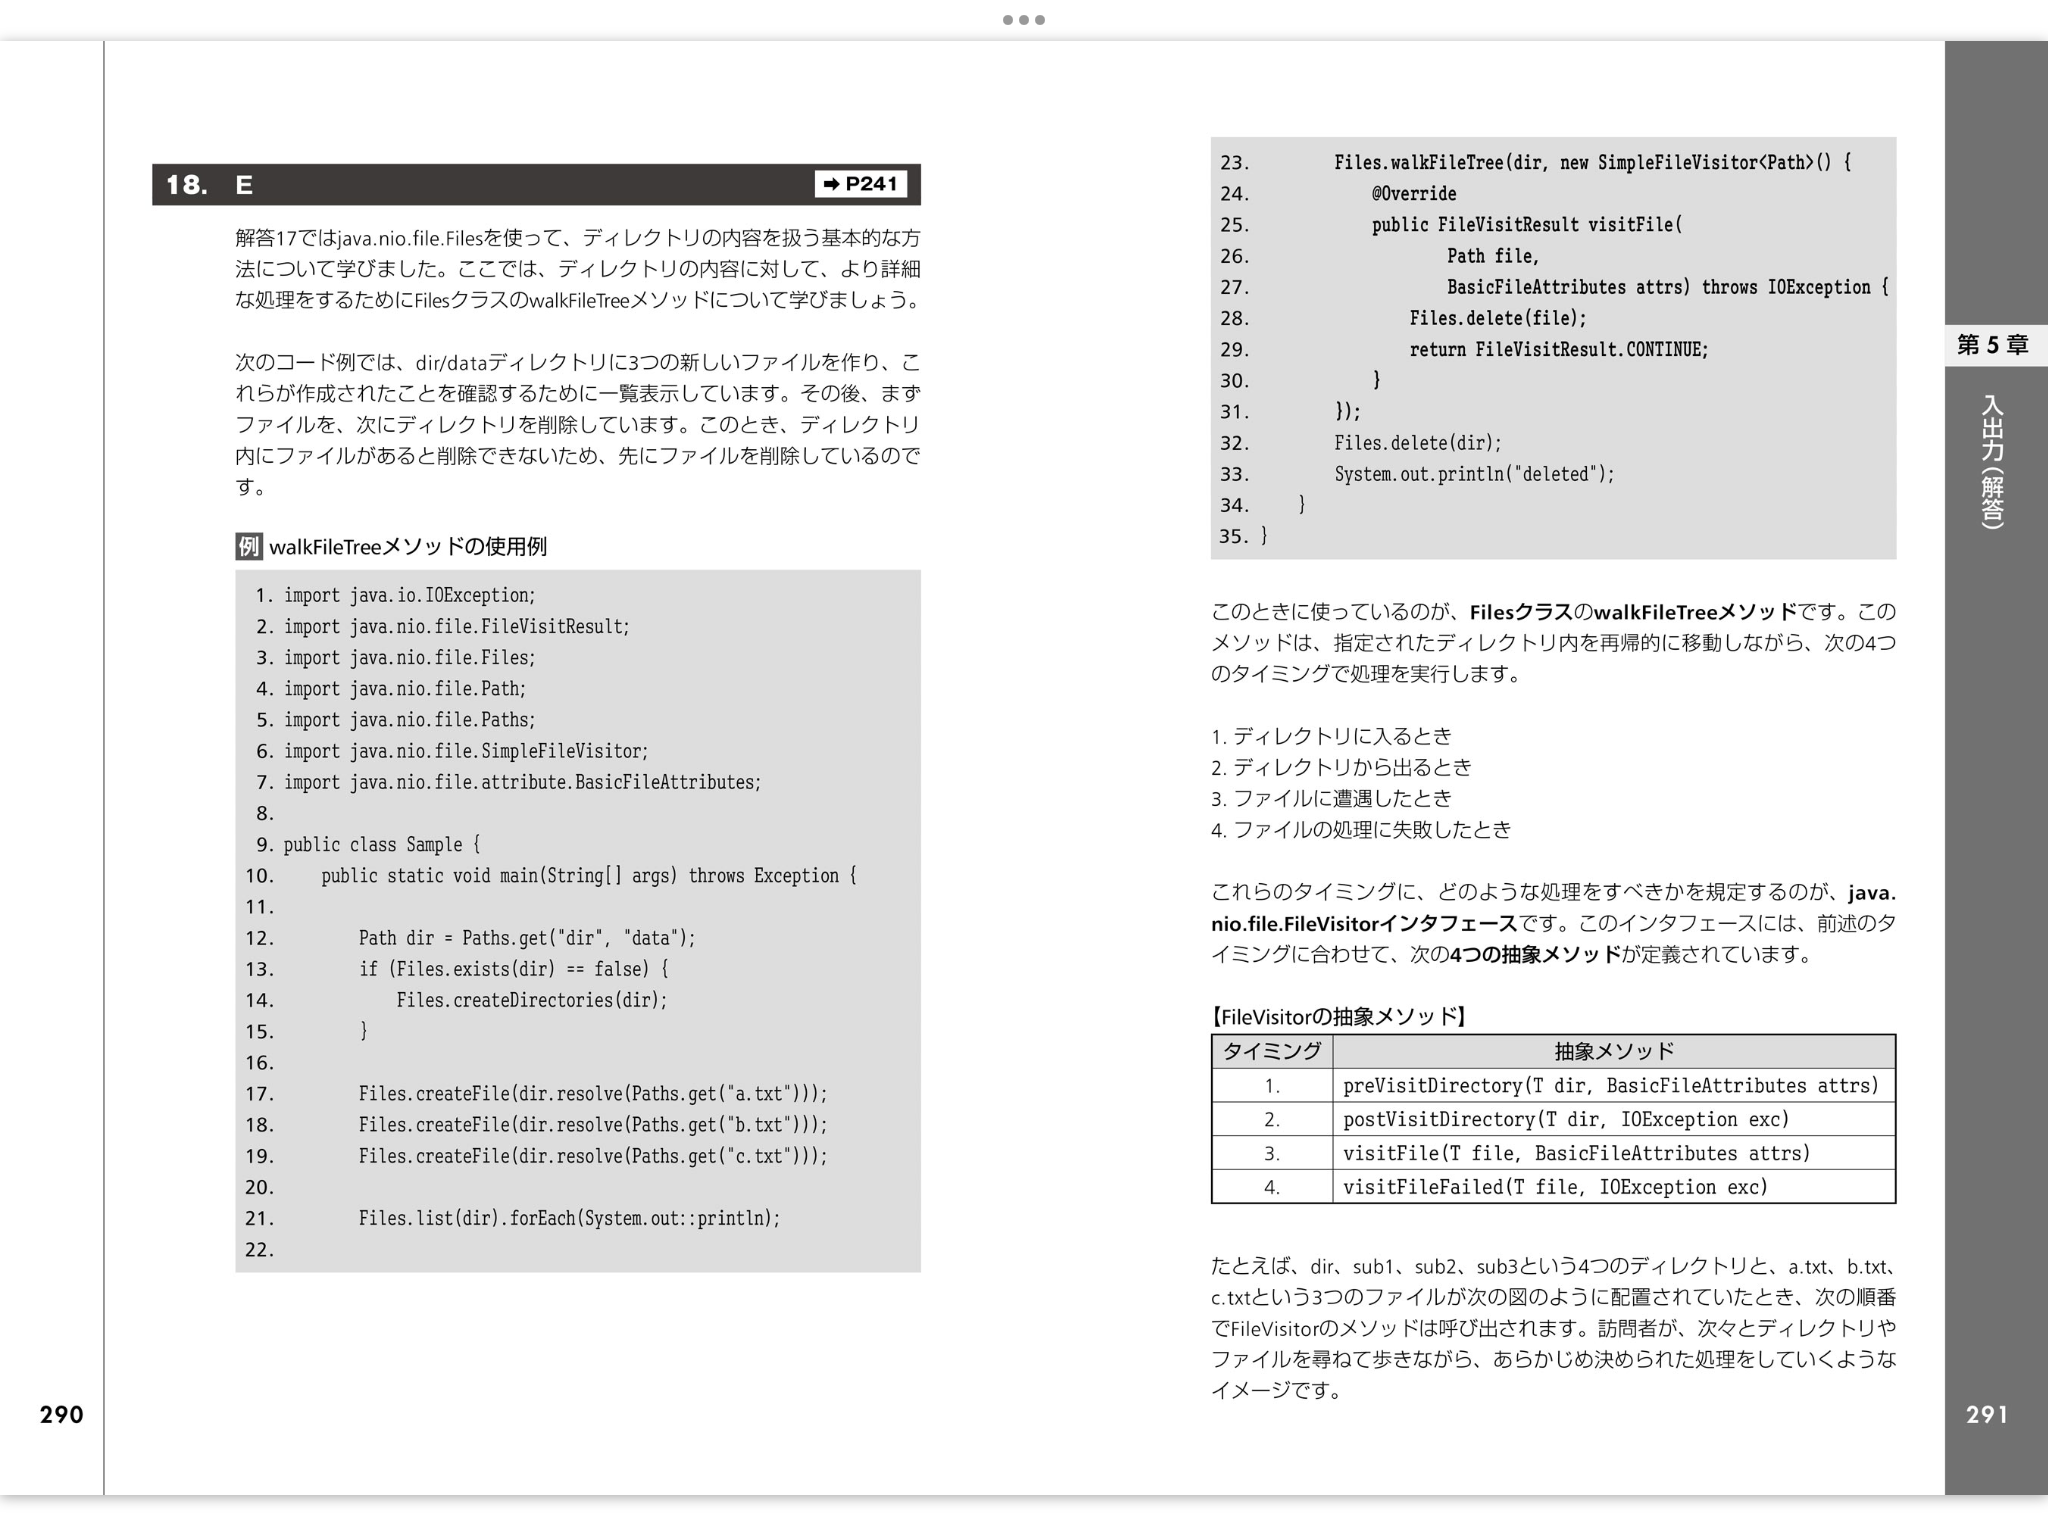 18. E
➡ P241
解答17ではjava.nio.file.Filesを使って、ディレクトリの内容を扱う基本的な方
法について学びました。ここでは、ディレクトリの内容に対して、より詳細
な処理をするためにFilesクラスのwalkFileTreeメソッドについて学びましょう。
次のコード例では、dir/dataディレクトリに3つの新しいファイルを作り、こ
れらが作成されたことを確認するために一覧表示しています。その後、まず
ファイルを、次にディレクトリを削除しています。このとき、ディレクトリ
内にファイルがあると削除できないため、先にファイルを削除しているので
す。
例 walkFileTreeメソッドの使用例
1. import java.io.IOException;
2. import java.nio.file.FileVisitResult;
3. import java.nio.file.Files;
4. import java.nio.file.Path;
5. import java.nio.file.Paths;
6. import java.nio.file.SimpleFileVisitor;
7. import java.nio.file.attribute.BasicFileAttributes;
8.
9. public class Sample {
10.     public static void main(String[] args) throws Exception {
11.
12.         Path dir = Paths.get("dir", "data");
13.         if (Files.exists(dir) == false) {
14.             Files.createDirectories(dir);
15.         }
16.
17.         Files.createFile(dir.resolve(Paths.get("a.txt")));
18.         Files.createFile(dir.resolve(Paths.get("b.txt")));
19.         Files.createFile(dir.resolve(Paths.get("c.txt")));
20.
21.         Files.list(dir).forEach(System.out::println);
22.
290
23.         Files.walkFileTree(dir, new SimpleFileVisitor<Path>() {
24.             @Override
25.             public FileVisitResult visitFile(
26.                     Path file,
27.                     BasicFileAttributes attrs) throws IOException {
28.                 Files.delete(file);
29.                 return FileVisitResult.CONTINUE;
30.             }
31.         });
32.         Files.delete(dir);
33.         System.out.println("deleted");
34.     }
35. }
このときに使っているのが、FilesクラスのwalkFileTreeメソッドです。この
メソッドは、指定されたディレクトリ内を再帰的に移動しながら、次の4つ
のタイミングで処理を実行します。
1. ディレクトリに入るとき
2. ディレクトリから出るとき
3. ファイルに遭遇したとき
4. ファイルの処理に失敗したとき
これらのタイミングに、どのような処理をすべきかを規定するのが、java.
nio.file.FileVisitorインタフェースです。このインタフェースには、前述のタ
イミングに合わせて、次の4つの抽象メソッドが定義されています。
【FileVisitorの抽象メソッド】
タイミング 抽象メソッド
1. preVisitDirectory(T dir, BasicFileAttributes attrs)
2. postVisitDirectory(T dir, IOException exc)
3. visitFile(T file, BasicFileAttributes attrs)
4. visitFileFailed(T file, IOException exc)
たとえば、dir、sub1、sub2、sub3という4つのディレクトリと、a.txt、b.txt、
c.txtという3つのファイルが次の図のように配置されていたとき、次の順番
でFileVisitorのメソッドは呼び出されます。訪問者が、次々とディレクトリや
ファイルを尋ねて歩きながら、あらかじめ決められた処理をしていくような
イメージです。
第5章
入出力（解答）
291